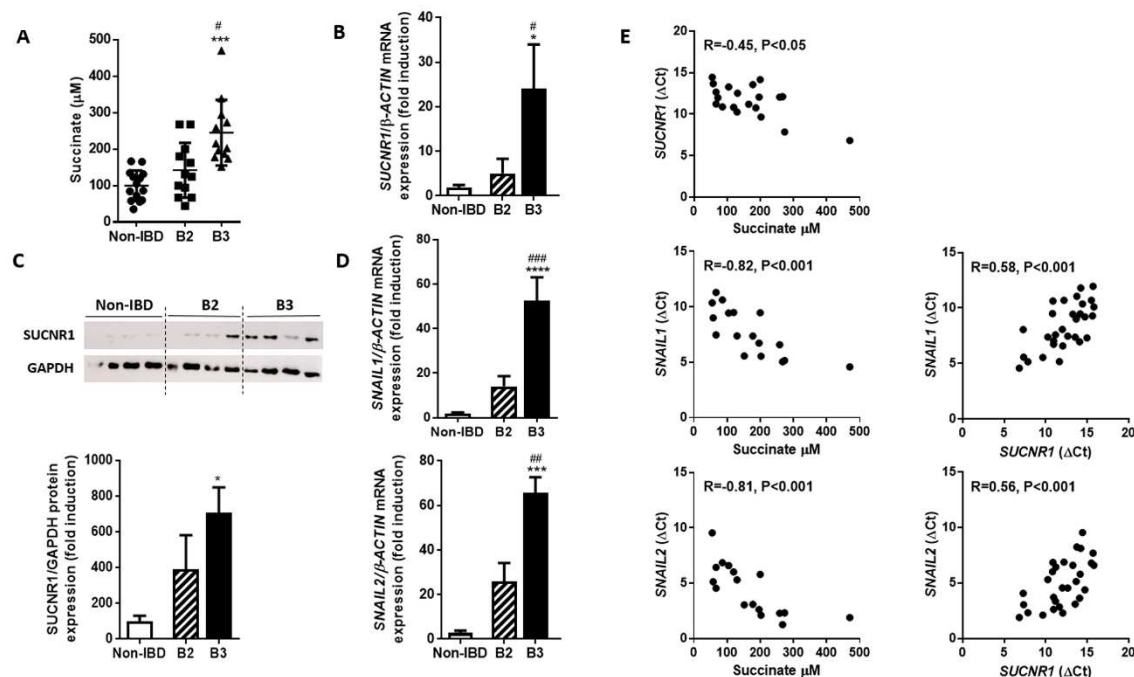 A
#
***
Succinate (µM)
500
400
300
200
100
0
Non-IBD B2 B3
B
#
*
SUCNR1/β-ACTIN mRNA
expression (fold induction)
40
20
0
Non-IBD B2 B3
C
Non-IBD B2 B3
SUCNR1
GAPDH
SUCNR1/GAPDH protein
expression (fold induction)
1000
800
600
400
200
0
*
Non-IBD B2 B3
D
###
****
SNAIL1/β-ACTIN mRNA
expression (fold induction)
80
60
40
20
0
Non-IBD B2 B3
##
***
SNAIL2/β-ACTIN mRNA
expression (fold induction)
80
60
40
20
0
Non-IBD B2 B3
E
R=-0.45, P<0.05
SUCNR1 (ΔCt)
20
15
10
5
0
0 100 200 300 400 500
Succinate µM
R=-0.82, P<0.001
SNAIL1 (ΔCt)
15
10
5
0
0 100 200 300 400 500
Succinate µM
R=0.58, P<0.001
SNAIL1 (ΔCt)
15
10
5
0
0 5 10 15 20
SUCNR1 (ΔCt)
R=-0.81, P<0.001
SNAIL2 (ΔCt)
15
10
5
0
0 100 200 300 400 500
Succinate µM
R=0.56, P<0.001
SNAIL2 (ΔCt)
15
10
5
0
0 5 10 15 20
SUCNR1 (ΔCt)